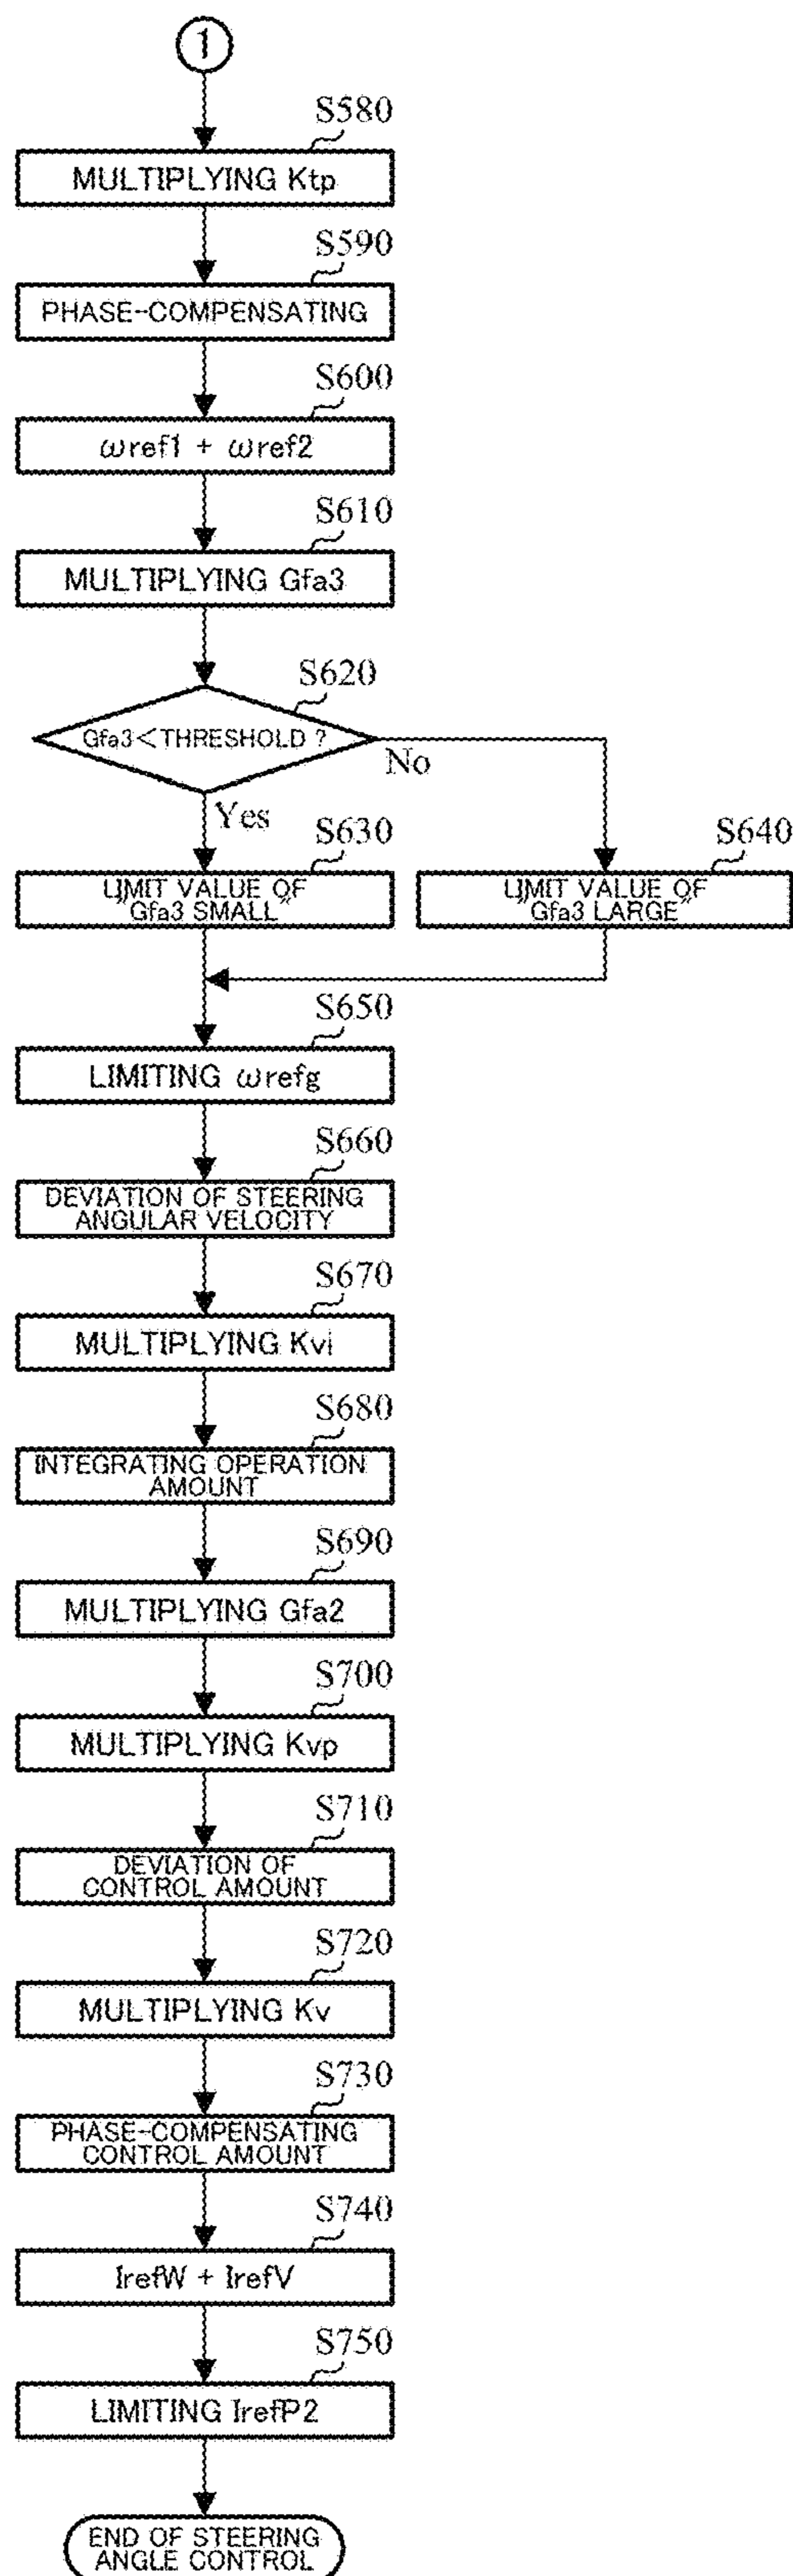 1
S580
MULTIPLYING Ktp
S590
PHASE-COMPENSATING
S600
ωref1 + ωref2
S610
MULTIPLYING Gfa3
S620
Gfa3<THRESHOLD ?
No
Yes
S630
LIMIT VALUE OF
"Gfa3 SMALL"
S640
LIMIT VALUE OF
"Gfa3 LARGE"
S650
LIMITING ωrefg
S660
DEVIATION OF STEERING
ANGULAR VELOCITY
S670
MULTIPLYING Kvi
S680
INTEGRATING OPERATION
AMOUNT
S690
MULTIPLYING Gfa2
S700
MULTIPLYING Kvp
S710
DEVIATION OF
CONTROL AMOUNT
S720
MULTIPLYING Kv
S730
PHASE-COMPENSATING
CONTROL AMOUNT
S740
IrefW + IrefV
S750
LIMITING IrefP2
END OF STEERING
ANGLE CONTROL